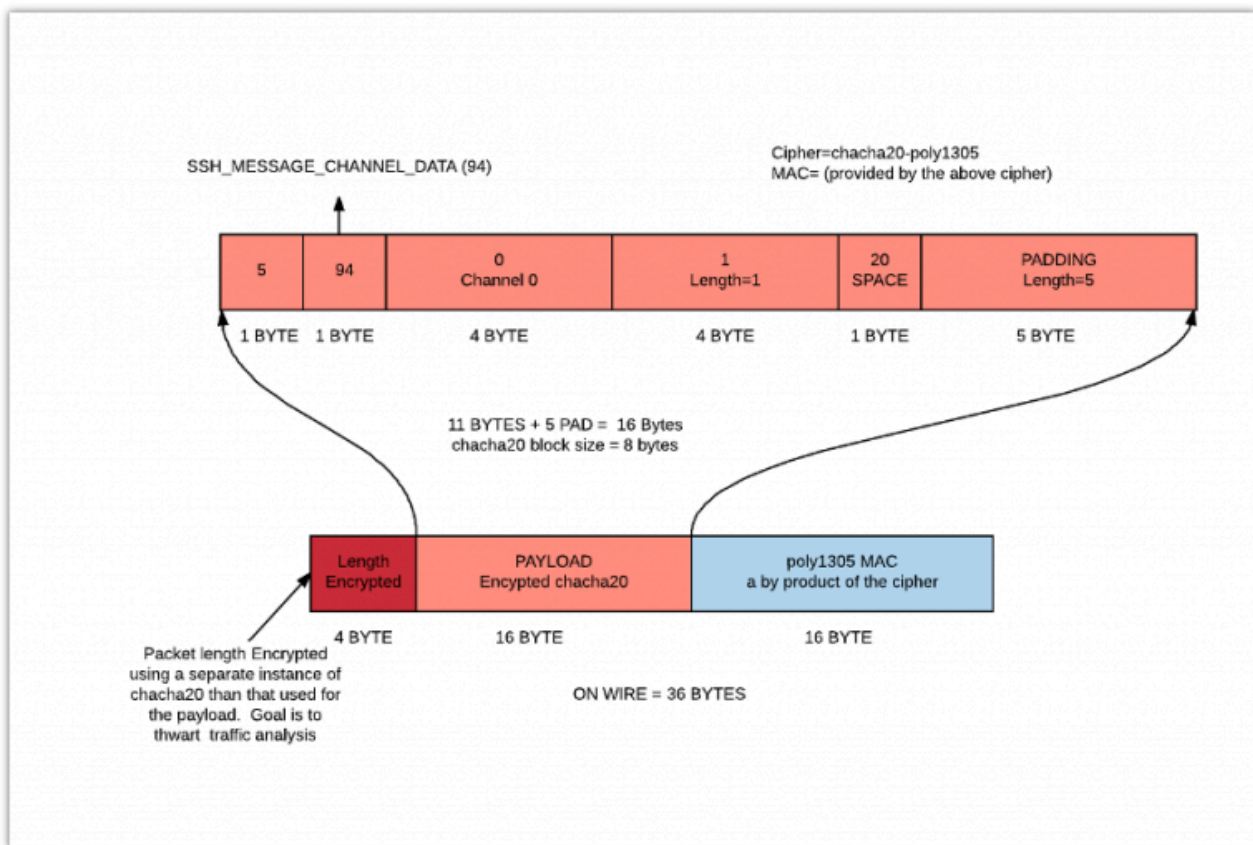 SSH_MESSAGE_CHANNEL_DATA (94)
Cipher=chacha20-poly1305
MAC= (provided by the above cipher)
5
94
0
Channel 0
1
Length=1
20
SPACE
PADDING
Length=5
1 BYTE
1 BYTE
4 BYTE
4 BYTE
1 BYTE
5 BYTE
11 BYTES + 5 PAD = 16 Bytes
chacha20 block size = 8 bytes
Length
Encrypted
PAYLOAD
Encypted chacha20
poly1305 MAC
a by product of the cipher
4 BYTE
16 BYTE
16 BYTE
Packet length Encrypted
using a separate instance of
chacha20 than that used for
the payload. Goal is to
thwart traffic analysis
ON WIRE = 36 BYTES